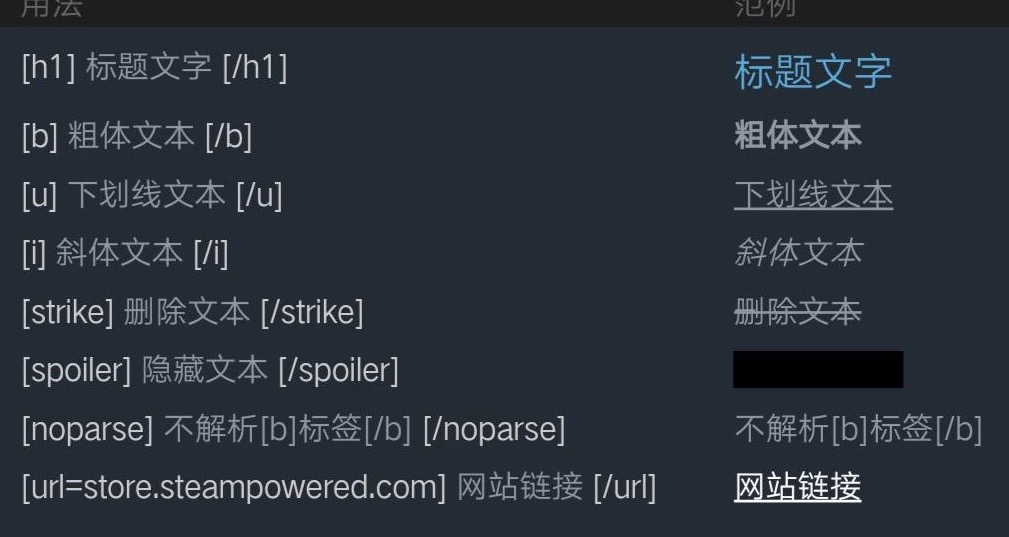 用法 范例
[h1] 标题文字 [/h1] 标题文字
[b] 粗体文本 [/b] 粗体文本
[u] 下划线文本 [/u] 下划线文本
[i] 斜体文本 [/i] 斜体文本
[strike] 删除文本 [/strike] 删除文本
[spoiler] 隐藏文本 [/spoiler]
[noparse] 不解析[b]标签[/b] [/noparse] 不解析[b]标签[/b]
[url=store.steampowered.com] 网站链接 [/url] 网站链接